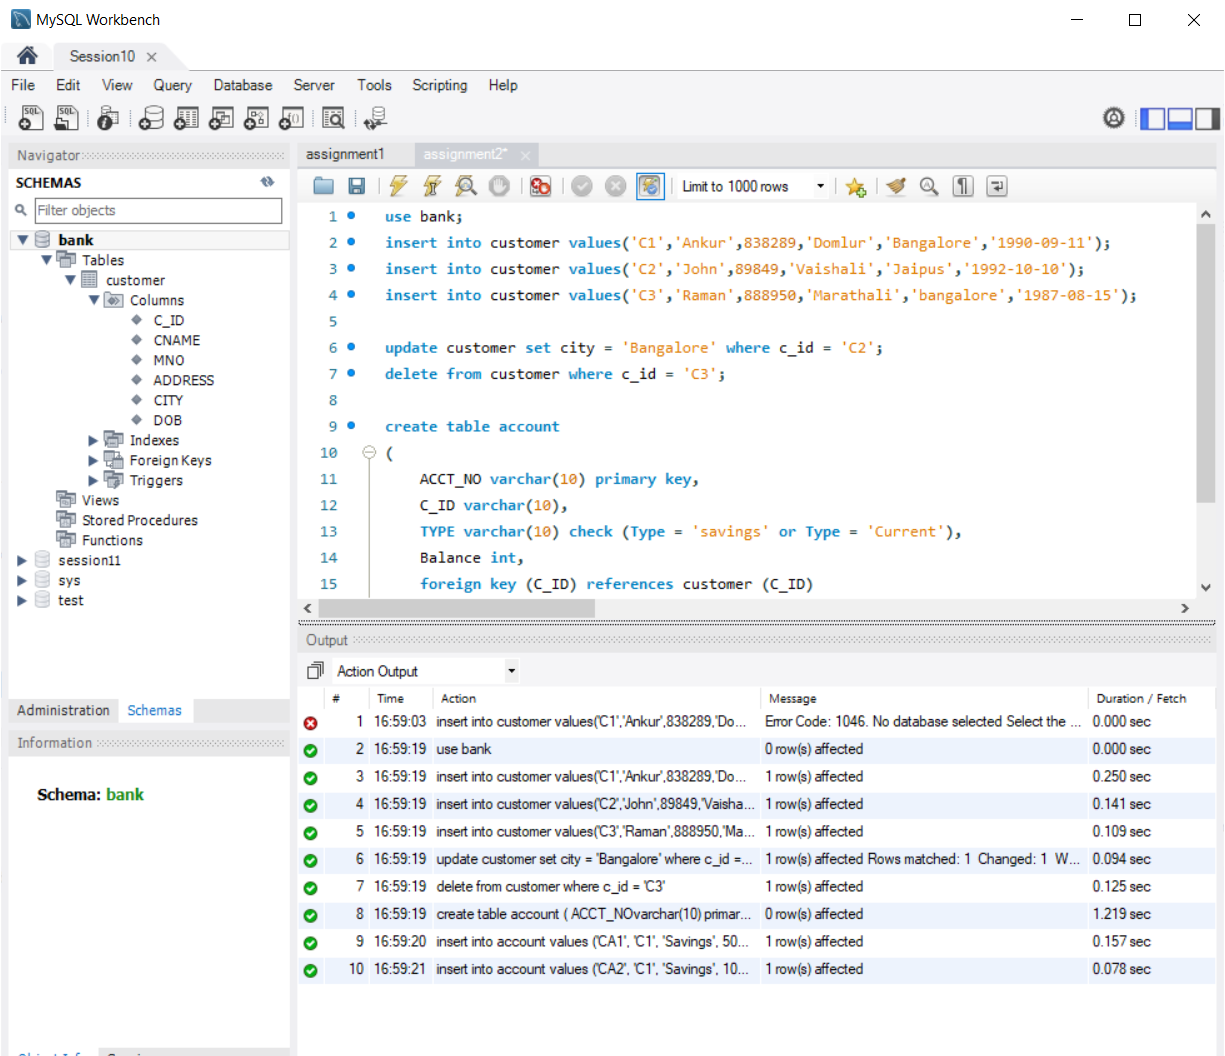 MySQL Workbench
Session10
File Edit View Query Database Server Tools Scripting Help
Navigator
SCHEMAS
Filter objects
bank
Tables
customer
Columns
C_ID
CNAME
MNO
ADDRESS
CITY
DOB
Indexes
Foreign Keys
Triggers
Views
Stored Procedures
Functions
session11
sys
test
Administration Schemas
Information
Schema: bank
assignment1 assignment2*
Limit to 1000 rows
1 use bank;
2 insert into customer values('C1','Ankur',838289,'Domlur','Bangalore','1990-09-11');
3 insert into customer values('C2','John',89849,'Vaishali','Jaipus','1992-10-10');
4 insert into customer values('C3','Raman',888950,'Marathali','bangalore','1987-08-15');
5
6 update customer set city = 'Bangalore' where c_id = 'C2';
7 delete from customer where c_id = 'C3';
8
9 create table account
10 (
11 ACCT_NO varchar(10) primary key,
12 C_ID varchar(10),
13 TYPE varchar(10) check (Type = 'savings' or Type = 'Current'),
14 Balance int,
15 foreign key (C_ID) references customer (C_ID)
Output
Action Output
# Time Action Message Duration / Fetch
1 16:59:03 insert into customer values('C1','Ankur',838289,'Do... Error Code: 1046. No database selected Select the ... 0.000 sec
2 16:59:19 use bank 0 row(s) affected 0.000 sec
3 16:59:19 insert into customer values('C1','Ankur',838289,'Do... 1 row(s) affected 0.250 sec
4 16:59:19 insert into customer values('C2','John',89849,'Vaisha... 1 row(s) affected 0.141 sec
5 16:59:19 insert into customer values('C3','Raman',888950,'Ma... 1 row(s) affected 0.109 sec
6 16:59:19 update customer set city = 'Bangalore' where c_id =... 1 row(s) affected Rows matched: 1 Changed: 1 W... 0.094 sec
7 16:59:19 delete from customer where c_id = 'C3' 1 row(s) affected 0.125 sec
8 16:59:19 create table account ( ACCT_NOvarchar(10) primar... 0 row(s) affected 1.219 sec
9 16:59:20 insert into account values ('CA1', 'C1', 'Savings', 50... 1 row(s) affected 0.157 sec
10 16:59:21 insert into account values ('CA2', 'C1', 'Savings', 10... 1 row(s) affected 0.078 sec